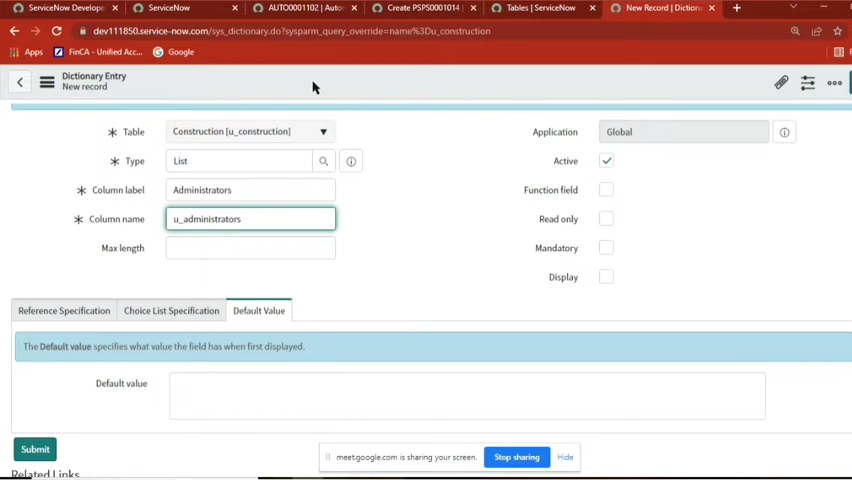 ServiceNow Develope
ServiceNow
AUTO0001102 | Autor
Create PSPS0001014 |
Tables | ServiceNow
New Record | Dictionar
dev111850.service-now.com/sys_dictionary.do?sysparm_query_override=name%3Du_construction
Apps
FinCA - Unified Acc...
Google
Dictionary Entry
New record
Table
Construction [u_construction]
Application
Global
Type
List
Active
Column label
Administrators
Function field
Column name
u_administrators
Read only
Max length
Mandatory
Display
Reference Specification
Choice List Specification
Default Value
The Default value specifies what value the field has when first displayed.
Default value
Submit
meet.google.com is sharing your screen.
Stop sharing
Hide
Related Links